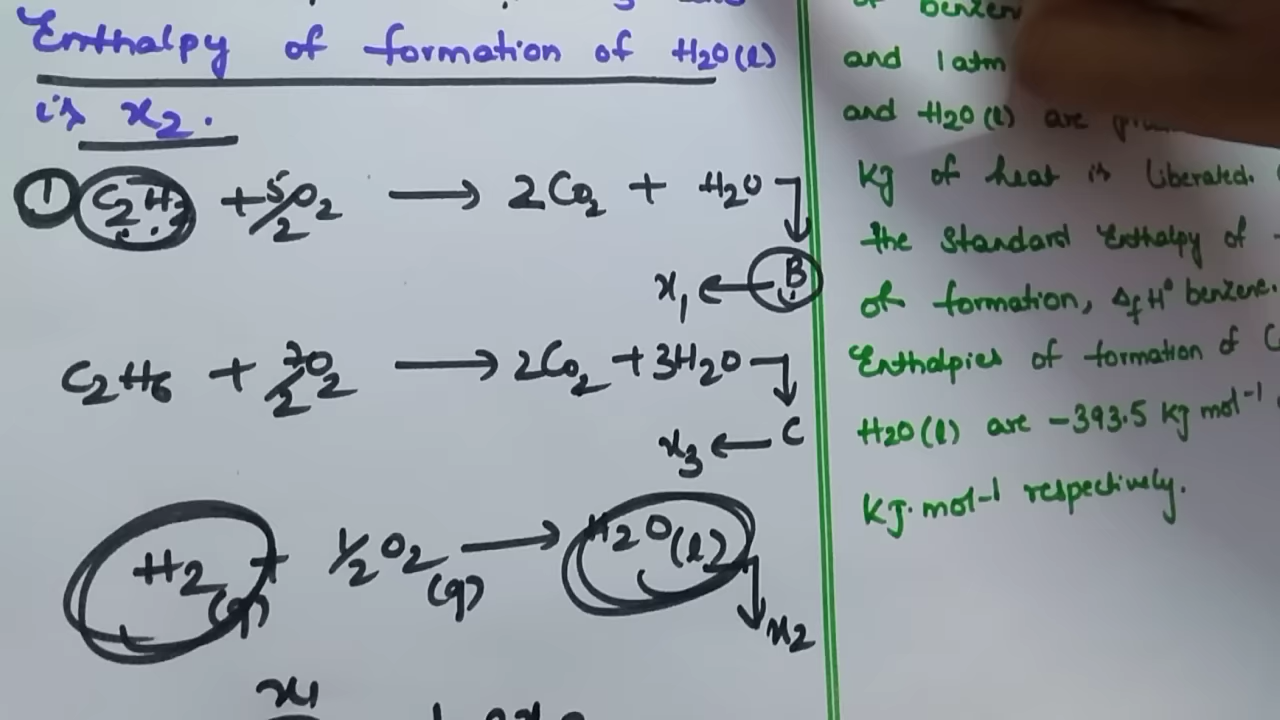 Enthalpy of formation of H2O(l)
is x2.
① C2H2 + 5/2 O2 → 2CO2 + H2O
x1 ← B
C2H6 + 7/2 O2 → 2CO2 + 3H2O
x3 ← C
H2(g) + 1/2 O2(g) → H2O(l)
x2
and 1 atm
and H2O(l) are
KJ of heat is liberated.
the standard Enthalpy of
of formation, ΔfH° benzene.
Enthalpies of formation of
H2O(l) are -393.5 KJ mol-1
KJ.mol-1 respectively.